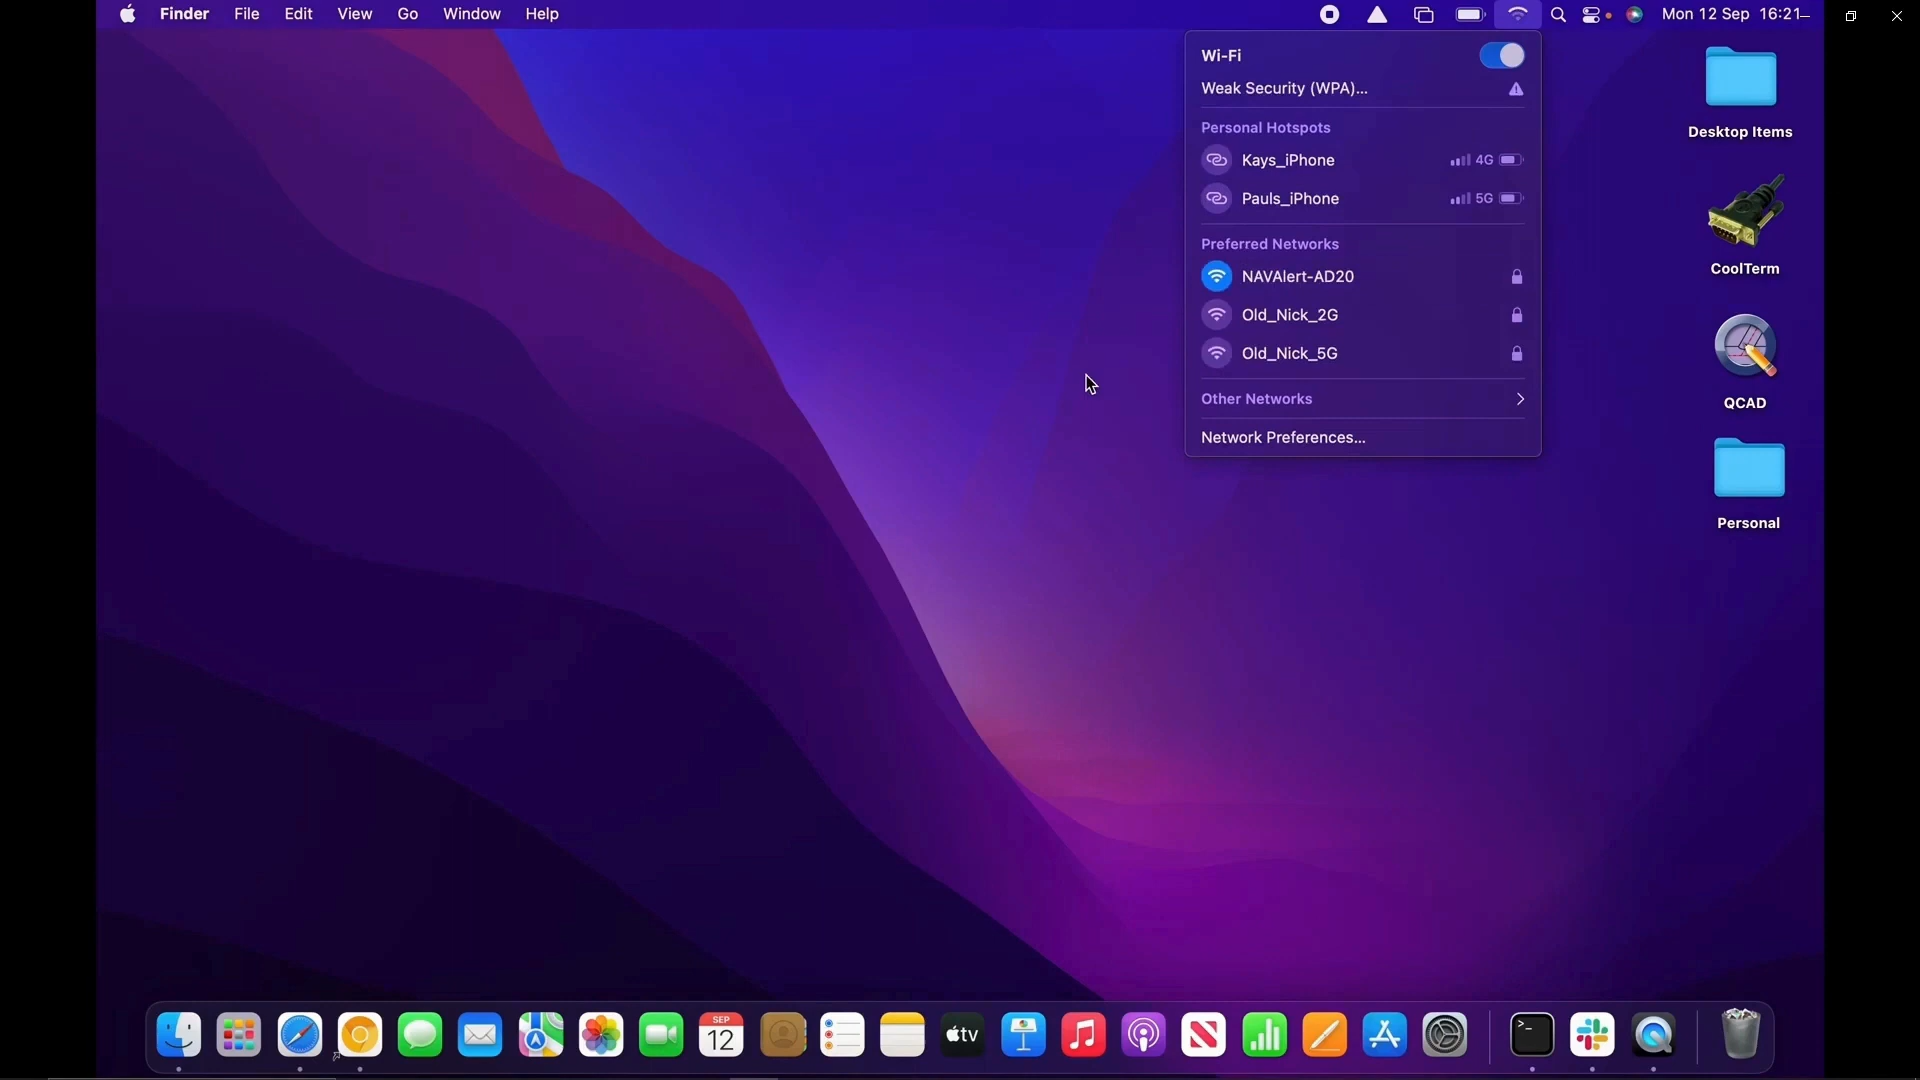 Finder File Edit View Go Window Help Mon 12 Sep 16:21
Wi-Fi
Weak Security (WPA)...
Personal Hotspots
Kays_iPhone 4G
Pauls_iPhone 5G
Preferred Networks
NAVAlert-AD20
Old_Nick_2G
Old_Nick_5G
Other Networks
Network Preferences...
Desktop Items
CoolTerm
QCAD
Personal
SEP
12
tv
>_